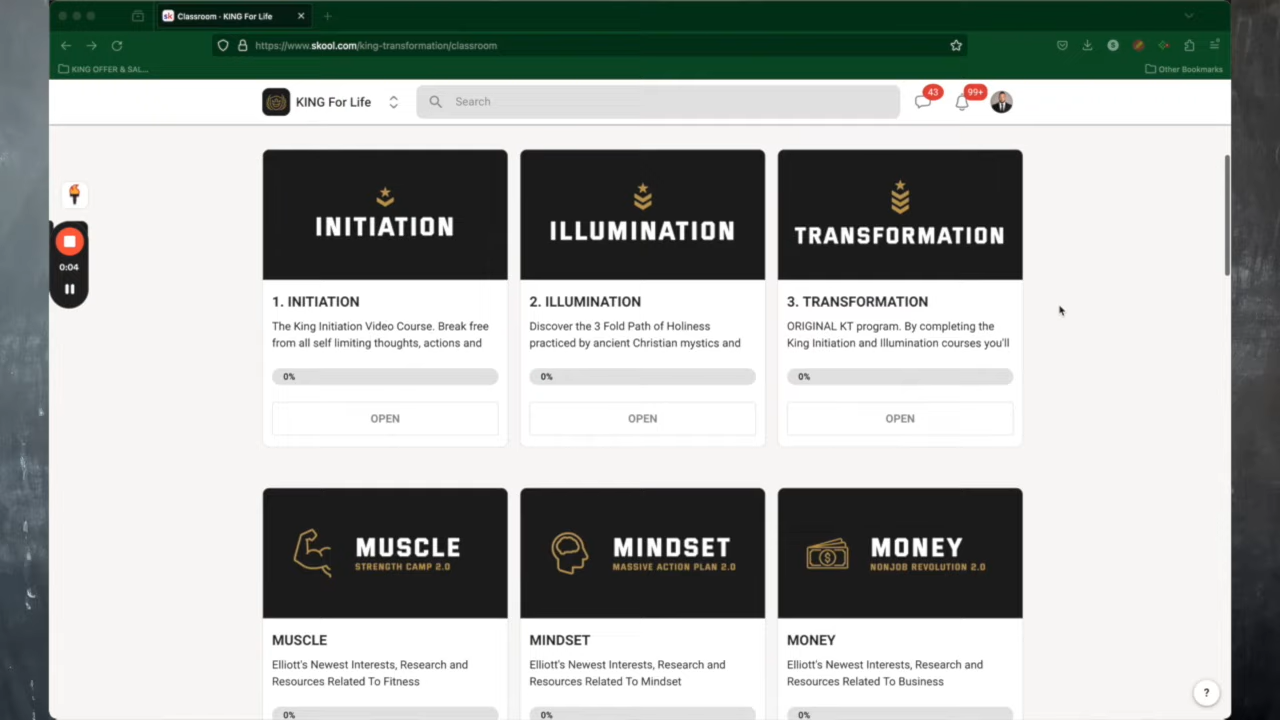 Classroom - KING For Life
https://www.skool.com/king-transformation/classroom
KING OFFER & SAL...
Other Bookmarks
KING For Life
Search
43
99+
INITIATION
ILLUMINATION
TRANSFORMATION
0:04
1. INITIATION
2. ILLUMINATION
3. TRANSFORMATION
The King Initiation Video Course. Break free
from all self limiting thoughts, actions and
Discover the 3 Fold Path of Holiness
practiced by ancient Christian mystics and
ORIGINAL KT program. By completing the
King Initiation and Illumination courses you'll
0%
0%
0%
OPEN
OPEN
OPEN
MUSCLE
STRENGTH CAMP 2.0
MINDSET
MASSIVE ACTION PLAN 2.0
MONEY
NONJOB REVOLUTION 2.0
MUSCLE
MINDSET
MONEY
Elliott's Newest Interests, Research and
Resources Related To Fitness
Elliott's Newest Interests, Research and
Resources Related To Mindset
Elliott's Newest Interests, Research and
Resources Related To Business
0%
0%
0%
?